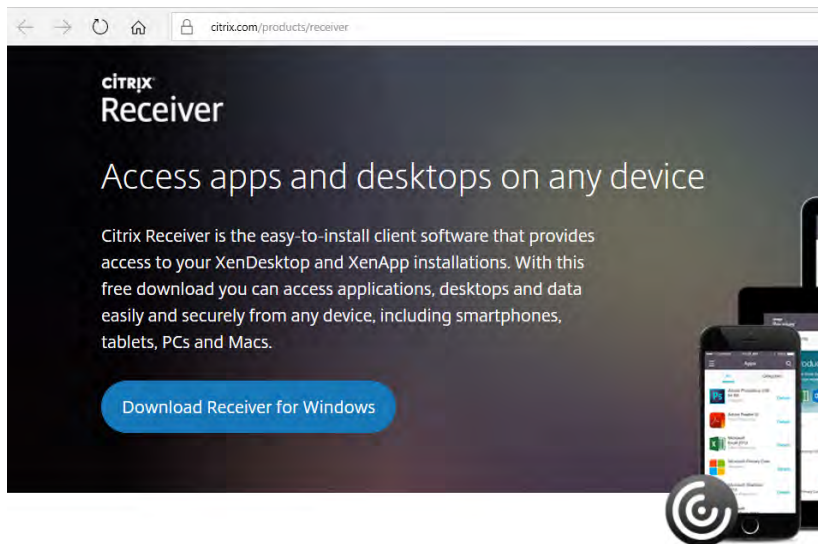 citrix.com/products/receiver
CITRIX
Receiver
Access apps and desktops on any device
Citrix Receiver is the easy-to-install client software that provides
access to your XenDesktop and XenApp installations. With this
free download you can access applications, desktops and data
easily and securely from any device, including smartphones,
tablets, PCs and Macs.
Download Receiver for Windows
Apps